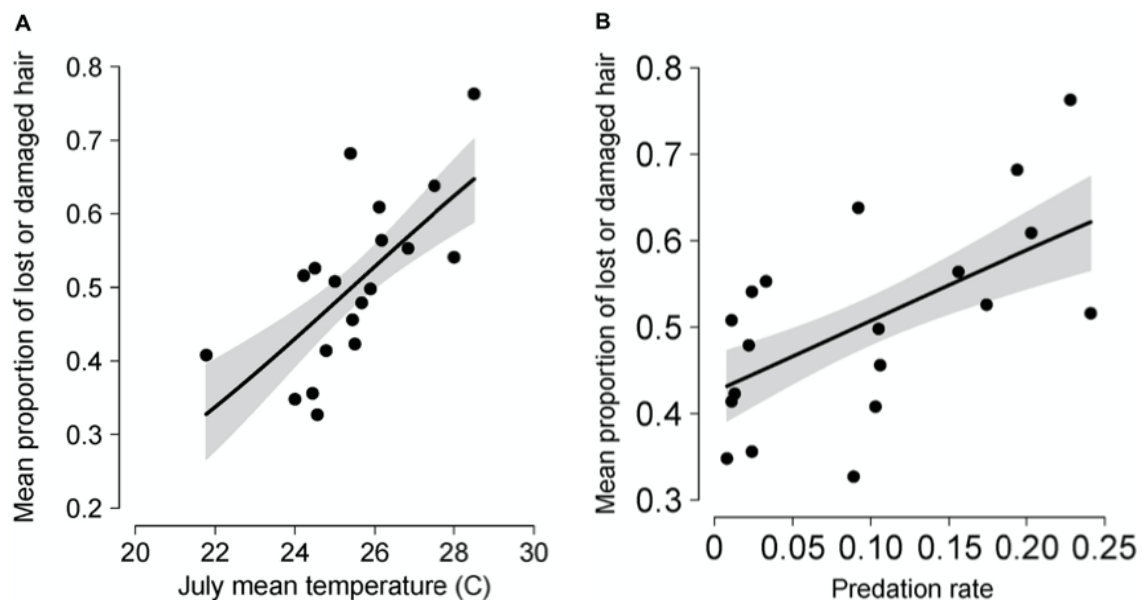 A
Mean proportion of lost or damaged hair
0.8
0.7
0.6
0.5
0.4
0.3
0.2
20 22 24 26 28 30
July mean temperature (C)
B
Mean proportion of lost or damaged hair
0.8
0.7
0.6
0.5
0.4
0.3
0 0.05 0.10 0.15 0.20 0.25
Predation rate